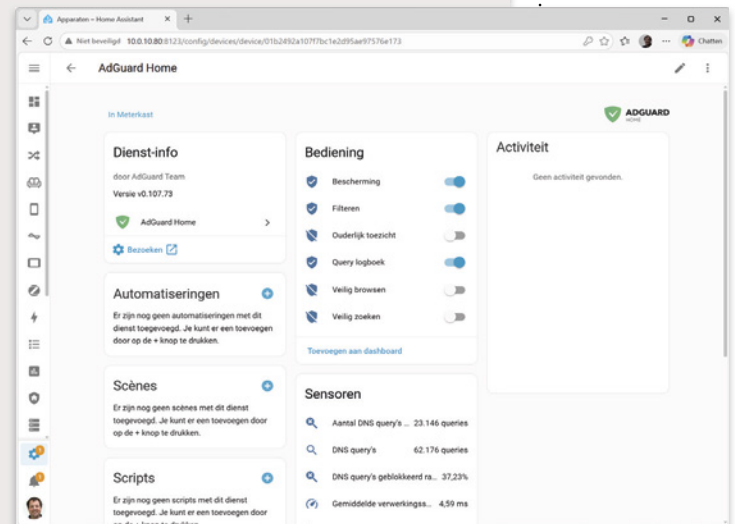 Apparaten – Home Assistant
Niet beveiligd 10.0.10.80:8123/config/devices/device/01b2492a107f7bc1e2d95ae97576e173
Chatten
AdGuard Home
In Meterkast
ADGUARD
HOME
Dienst-info
door AdGuard Team
Versie v0.107.73
AdGuard Home
Bezoeken
Automatiseringen
Er zijn nog geen automatiseringen met dit
dienst toegevoegd. Je kunt er een toevoegen
door op de + knop te drukken.
Scènes
Er zijn nog geen scènes met dit dienst
toegevoegd. Je kunt er een toevoegen door
op de + knop te drukken.
Scripts
Er zijn nog geen scripts met dit dienst
toegevoegd. Je kunt er een toevoegen door
op de + knop te drukken.
Bediening
Bescherming
Filteren
Ouderlijk toezicht
Query logboek
Veilig browsen
Veilig zoeken
Toevoegen aan dashboard
Sensoren
Aantal DNS query's ... 23.146 queries
DNS query's 62.176 queries
DNS query's geblokkeerd ra... 37,23%
Gemiddelde verwerkingss... 4,59 ms
Activiteit
Geen activiteit gevonden.